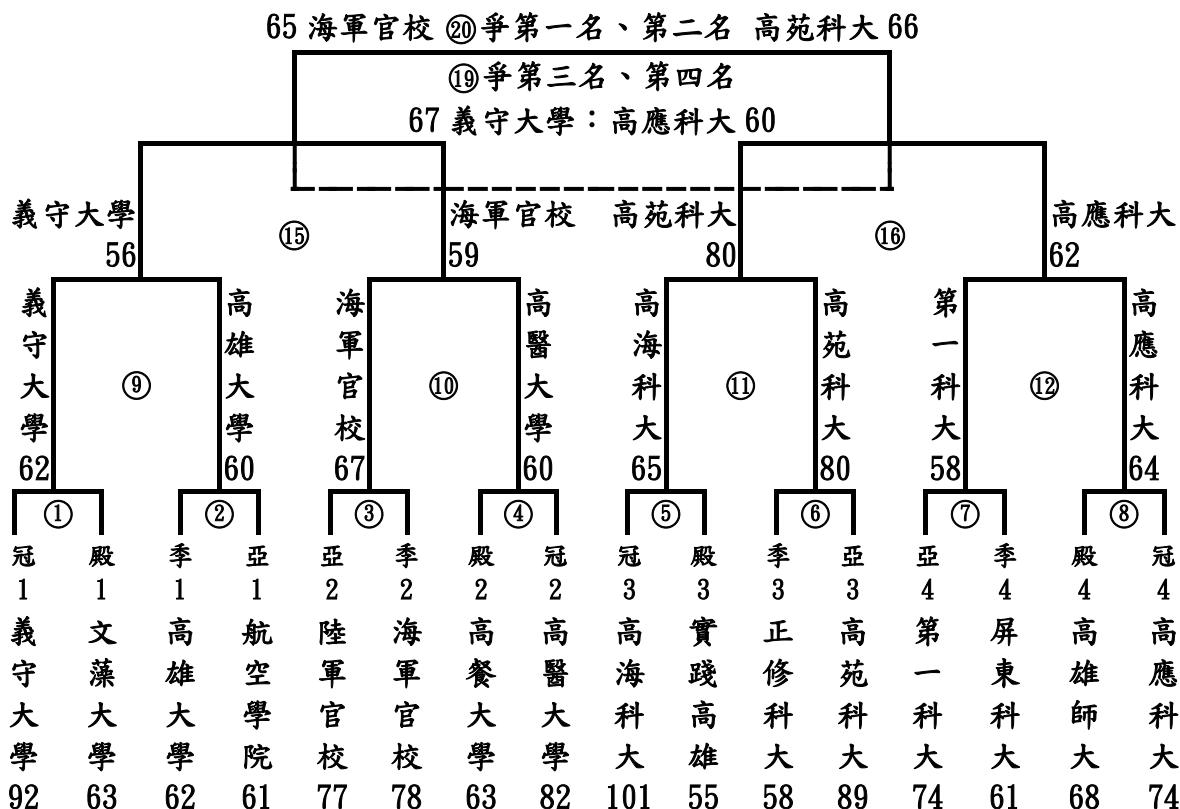 65 海軍官校 ⑳爭第一名、第二名 高苑科大 66
⑲爭第三名、第四名
67 義守大學：高應科大 60
義守大學
56
⑮
海軍官校
59
高苑科大
80
⑯
高應科大
62
義守大學
62
⑨
高雄大學
60
海軍官校
67
⑩
高醫大學
60
高海科大
65
⑪
高苑科大
80
第一科大
58
⑫
高應科大
64
①
②
③
④
⑤
⑥
⑦
⑧
冠1義守大學
92
殿1文藻大學
63
季1高雄大學
62
亞1航空學院
61
亞2陸軍官校
77
季2海軍官校
78
殿2高餐大學
63
冠2高醫大學
82
冠3高海科大
101
殿3實踐高雄
55
季3正修科大
58
亞3高苑科大
89
亞4第一科大
74
季4屏東科大
61
殿4高雄師大
68
冠4高應科大
74